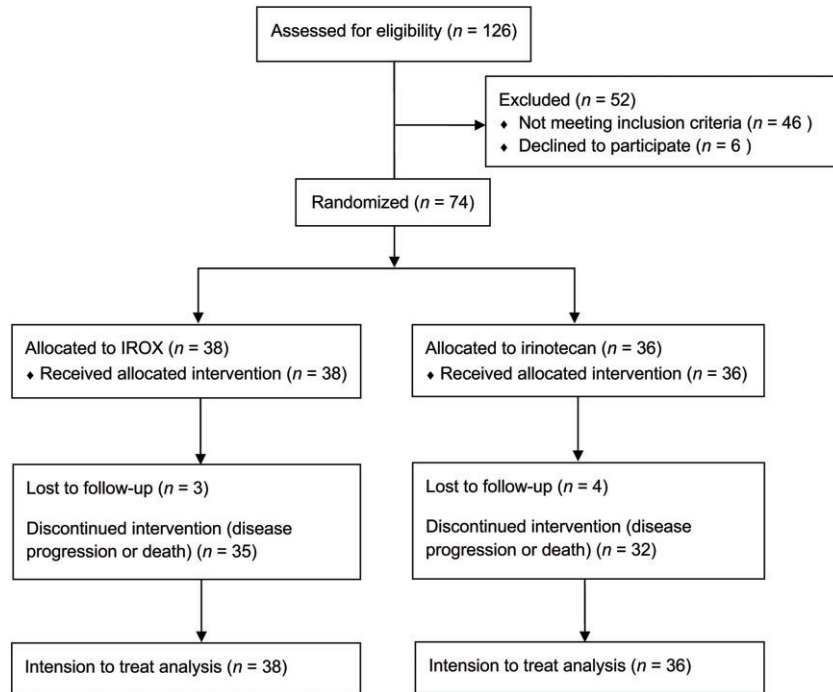 Assessed for eligibility (n = 126)
Excluded (n = 52)
♦ Not meeting inclusion criteria (n = 46 )
♦ Declined to participate (n = 6 )
Randomized (n = 74)
Allocated to IROX (n = 38)
♦ Received allocated intervention (n = 38)
Allocated to irinotecan (n = 36)
♦ Received allocated intervention (n = 36)
Lost to follow-up (n = 3)
Discontinued intervention (disease
progression or death) (n = 35)
Lost to follow-up (n = 4)
Discontinued intervention (disease
progression or death) (n = 32)
Intension to treat analysis (n = 38)
Intension to treat analysis (n = 36)